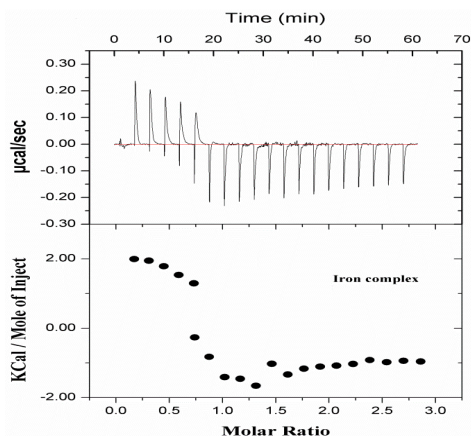 Time (min)
0 10 20 30 40 50 60 70
0.30
0.20
0.10
0.00
-0.10
-0.20
-0.30
µcal/sec
2.00
0.00
-2.00
KCal / Mole of Inject
Iron complex
0.0 0.5 1.0 1.5 2.0 2.5 3.0
Molar Ratio